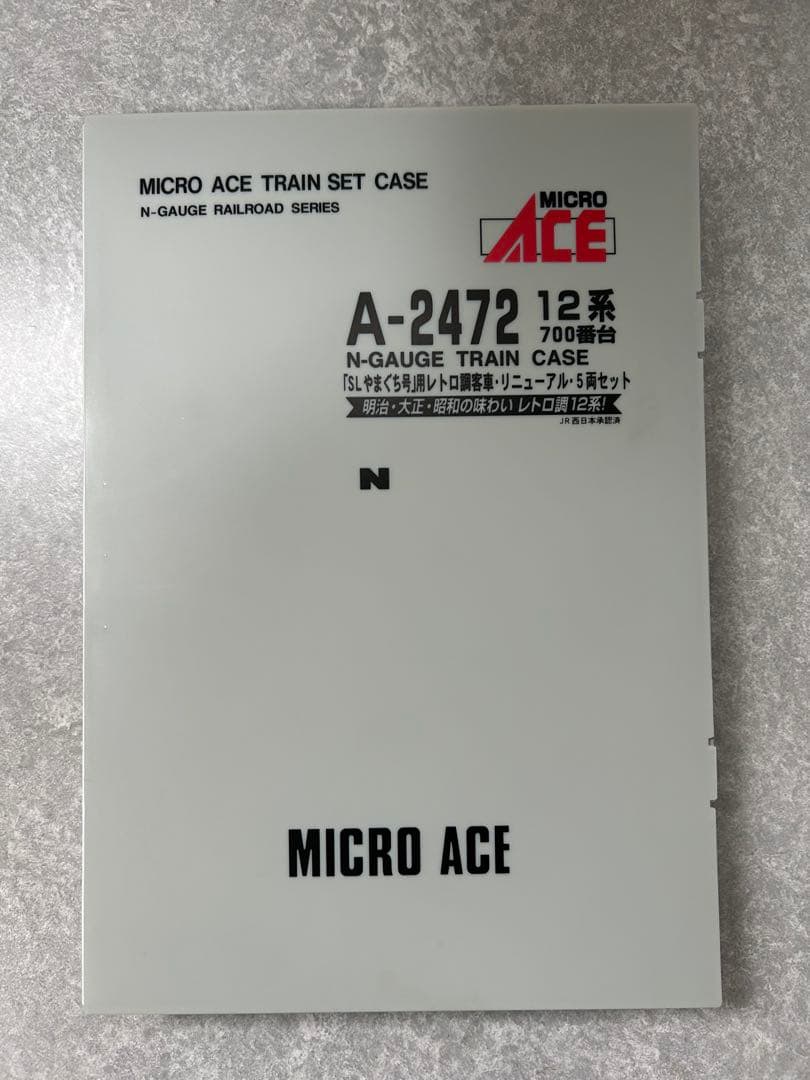 MICRO ACE TRAIN SET CASE
N-GAUGE RAILROAD SERIES
MICRO
ACE
A-2472 12系
700番台
N-GAUGE TRAIN CASE
「SLやまぐち号」用レトロ調客車・リニューアル・5両セット
明治・大正・昭和の味わい レトロ調12系!
JR西日本承認済
N
MICRO ACE